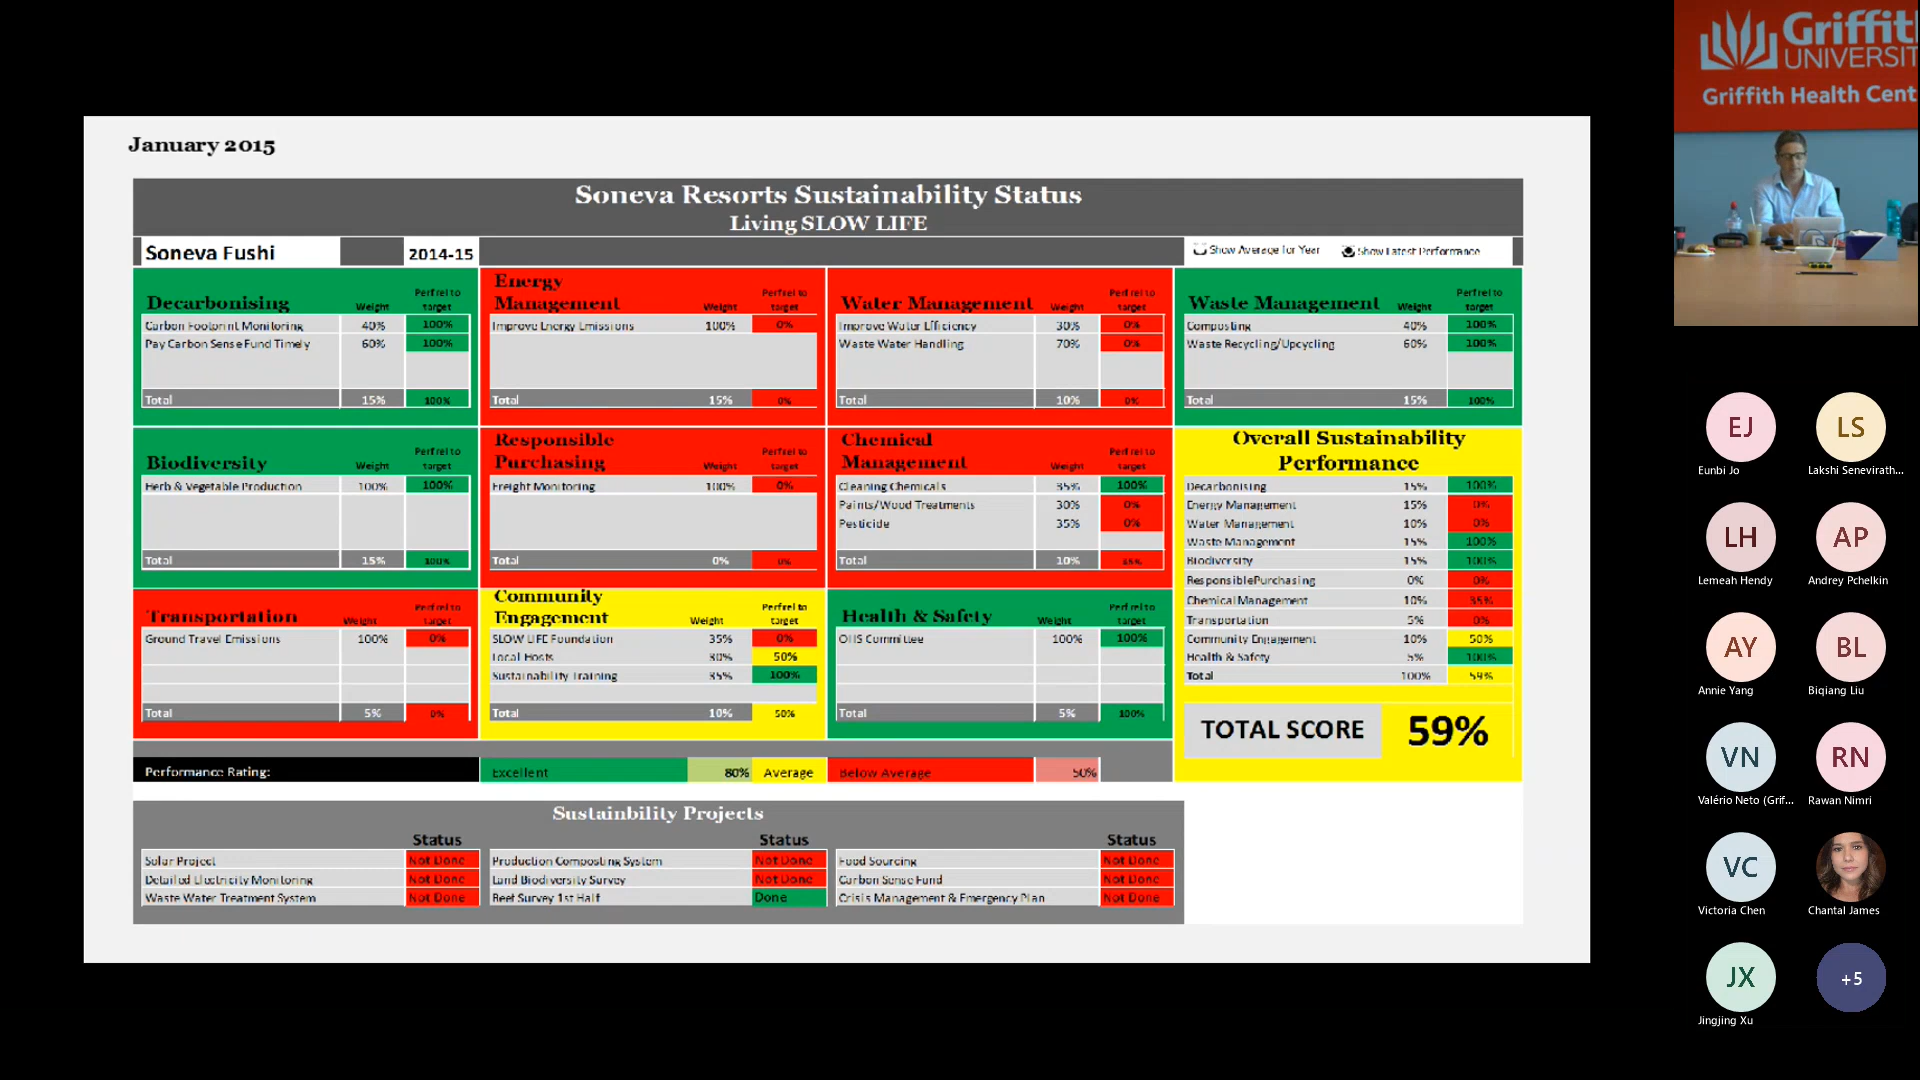 January 2015
Soneva Resorts Sustainability Status
Living SLOW LIFE
Soneva Fushi 2014-15
Show Average for Year Show Latest Performance
Decarbonising Weight Perf rel to target
Carbon Footprint Monitoring 40% 100%
Pay Carbon Sense Fund Timely 60% 100%
Total 15% 100%
Energy Management Weight Perf rel to target
Improve Energy Emissions 100% 0%
Total 15% 0%
Water Management Weight Perf rel to target
Improve Water Efficiency 30% 0%
Waste Water Handling 70% 0%
Total 10% 0%
Waste Management Weight Perf rel to target
Composting 40% 100%
Waste Recycling/Upcycling 60% 100%
Total 15% 100%
Biodiversity Weight Perf rel to target
Herb & Vegetable Production 100% 100%
Total 15% 100%
Responsible Purchasing Weight Perf rel to target
Freight Monitoring 100% 0%
Total 0% 0%
Chemical Management Weight Perf rel to target
Cleaning Chemicals 35% 100%
Paints/Wood Treatments 30% 0%
Pesticide 35% 0%
Total 10% 35%
Overall Sustainability Performance
Decarbonising 15% 100%
Energy Management 15% 0%
Water Management 10% 0%
Waste Management 15% 100%
Biodiversity 15% 100%
ResponsiblePurchasing 0% 0%
Chemical Management 10% 35%
Transportation 5% 0%
Community Engagement 10% 50%
Health & Safety 5% 100%
Total 100% 59%
TOTAL SCORE 59%
Transportation Weight Perf rel to target
Ground Travel Emissions 100% 0%
Total 5% 0%
Community Engagement Weight Perf rel to target
SLOW LIFE Foundation 35% 0%
Local Hosts 30% 50%
Sustainability Training 35% 100%
Total 10% 50%
Health & Safety Weight Perf rel to target
OHS Committee 100% 100%
Total 5% 100%
Performance Rating: Excellent 80% Average Below Average 50%
Sustainbility Projects
Status Status Status
Solar Project Not Done Production Composting System Not Done Food Sourcing Not Done
Detailed Electricity Monitoring Not Done Land Biodiversity Survey Not Done Carbon Sense Fund Not Done
Waste Water Treatment System Not Done Reef Survey 1st Half Done Crisis Management & Emergency Plan Not Done
Griffith
UNIVERSIT
Griffith Health Cent
EJ LS
Eunbi Jo Lakshi Senevirath...
LH AP
Lemeah Hendy Andrey Pchelkin
AY BL
Annie Yang Biqiang Liu
VN RN
Valério Neto (Grif... Rawan Nimri
VC
Victoria Chen Chantal James
JX +5
Jingjing Xu